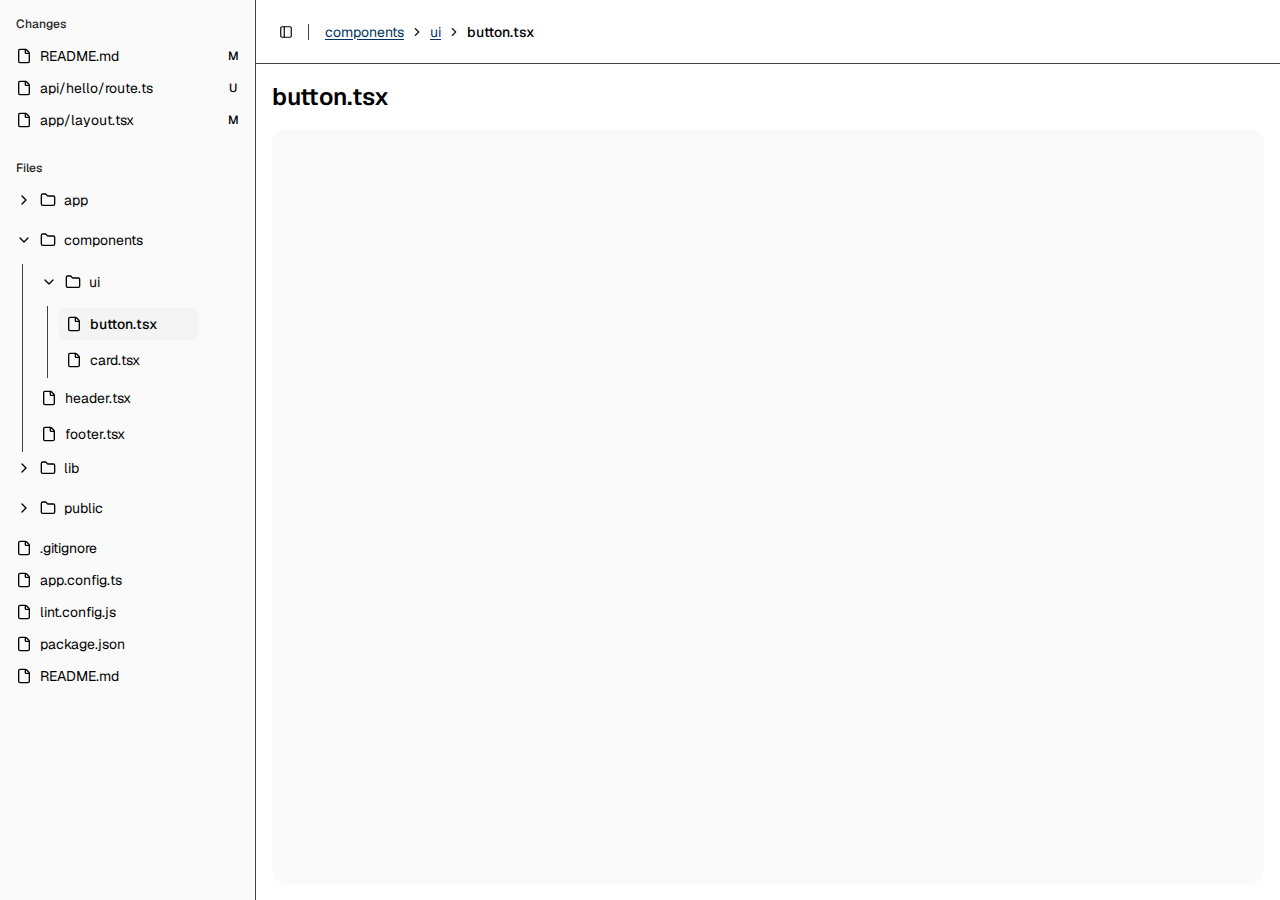 Changes
README.md M
api/hello/route.ts U
app/layout.tsx M
Files
app
components
ui
button.tsx
card.tsx
header.tsx
footer.tsx
lib
public
.gitignore
app.config.ts
lint.config.js
package.json
README.md
components ui button.tsx
button.tsx